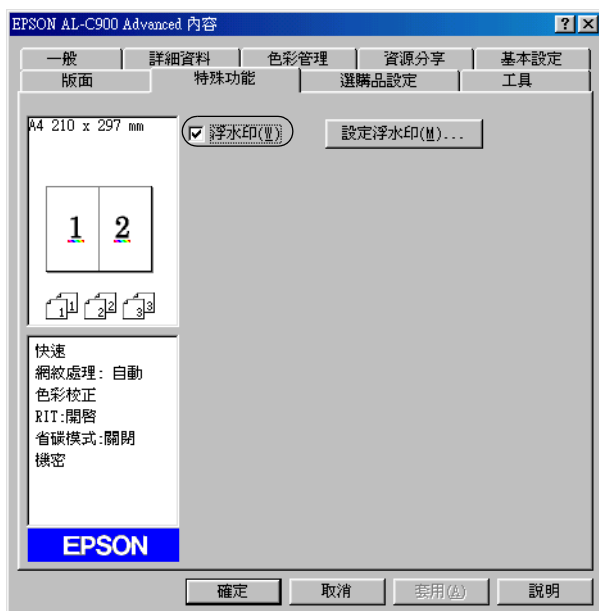 EPSON AL-C900 Advanced 內容
一般 詳細資料 色彩管理 資源分享 基本設定
版面 特殊功能 選購品設定 工具
A4 210 x 297 mm
浮水印(W) 設定浮水印(M)...
1 2
1 1 2 2 3 3
快速
網紋處理: 自動
色彩校正
RIT:開啓
省碳模式:關閉
機密
EPSON
確定 取消 套用(A) 說明